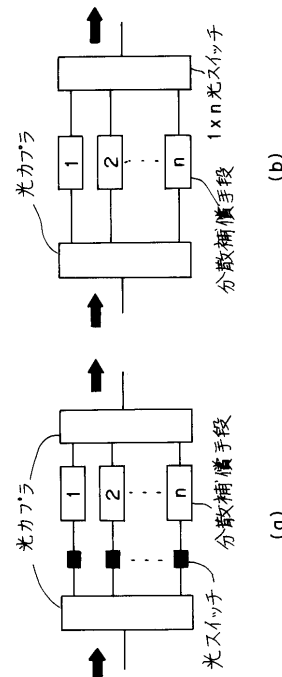 光カプラ
1
2
n
光スイッチ
分散補償手段
(a)
光カプラ
1
2
n
1×n光スイッチ
分散補償手段
(b)